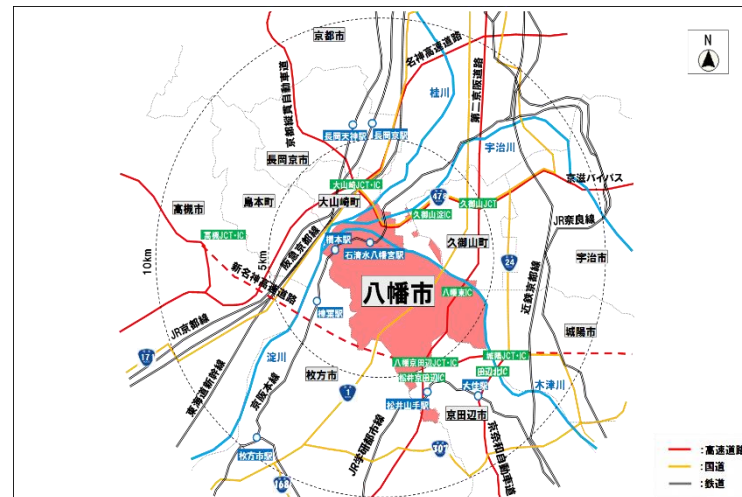 京都市
N
名神高速道路
京都縦貫自動車道
桂川
第二京阪道路
長岡天神駅
長岡京駅
宇治川
長岡京市
京滋バイパス
大山崎JCT・IC
478
高槻市
島本町
大山崎町
久御山淀IC
久御山JCT
JR奈良線
高槻JCT・IC
橋本駅
石清水八幡宮駅
久御山町
阪急京都線
24
宇治市
10km
5km
新名神高速道路
八幡市
八幡東IC
近鉄京都線
樟葉駅
城陽市
JR京都線
171
淀川
八幡京田辺JCT・IC
城陽JCT・IC
田辺北IC
枚方市
1
松井山手駅
大住駅
木津川
東海道新幹線
京阪本線
京田辺市
JR学研都市線
京奈和自動車道
枚方市駅
168
:高速道路
:国道
:鉄道